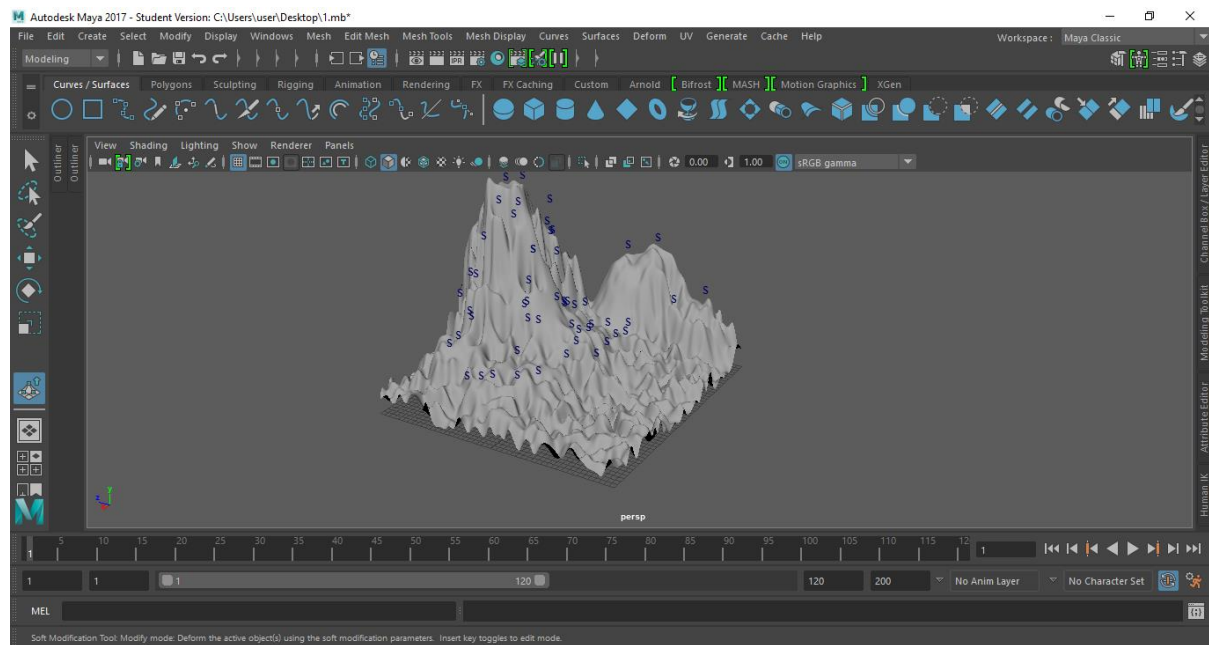 Autodesk Maya 2017 - Student Version: C:\Users\user\Desktop\1.mb*
File Edit Create Select Modify Display Windows Mesh Edit Mesh Mesh Tools Mesh Display Curves Surfaces Deform UV Generate Cache Help Workspace : Maya Classic
Modeling IPR
Curves / Surfaces Polygons Sculpting Rigging Animation Rendering FX FX Caching Custom Arnold Bifrost MASH Motion Graphics XGen
View Shading Lighting Show Renderer Panels
0.00 1.00 sRGB gamma
Outliner
Outliner
S S
S S S
S S
S S
S S
S S
S S
SS S
S S
S S S S S S
S S S
S S S S S S
S S S
S S S
S S S S S
y
z
persp
Channel Box / Layer Editor
Modeling Toolkit
Attribute Editor
Human IK
5 10 15 20 25 30 35 40 45 50 55 60 65 70 75 80 85 90 95 100 105 110 115 12
1 1
1 1 1 120 120 200 No Anim Layer No Character Set
MEL
Soft Modification Tool: Modify mode: Deform the active object(s) using the soft modification parameters. Insert key toggles to edit mode.